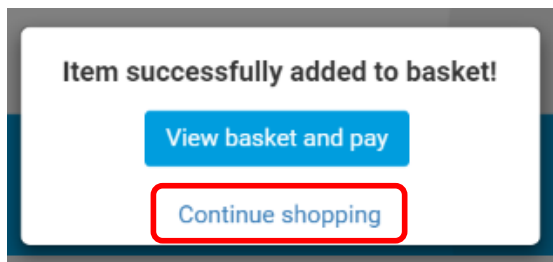 Item successfully added to basket!
View basket and pay
Continue shopping